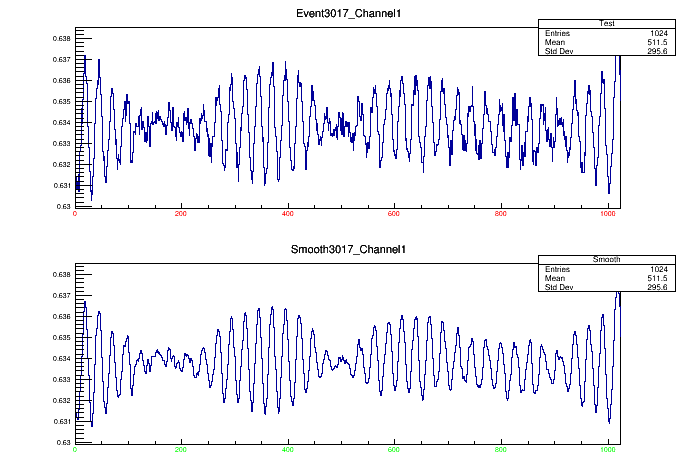 Event3017_Channel1
Test
Entries 1024
Mean 511.5
Std Dev 295.6
0.638
0.637
0.636
0.635
0.634
0.633
0.632
0.631
0.63
0 200 400 600 800 1000
Smooth3017_Channel1
Smooth
Entries 1024
Mean 511.5
Std Dev 295.6
0.638
0.637
0.636
0.635
0.634
0.633
0.632
0.631
0.63
0 200 400 600 800 1000